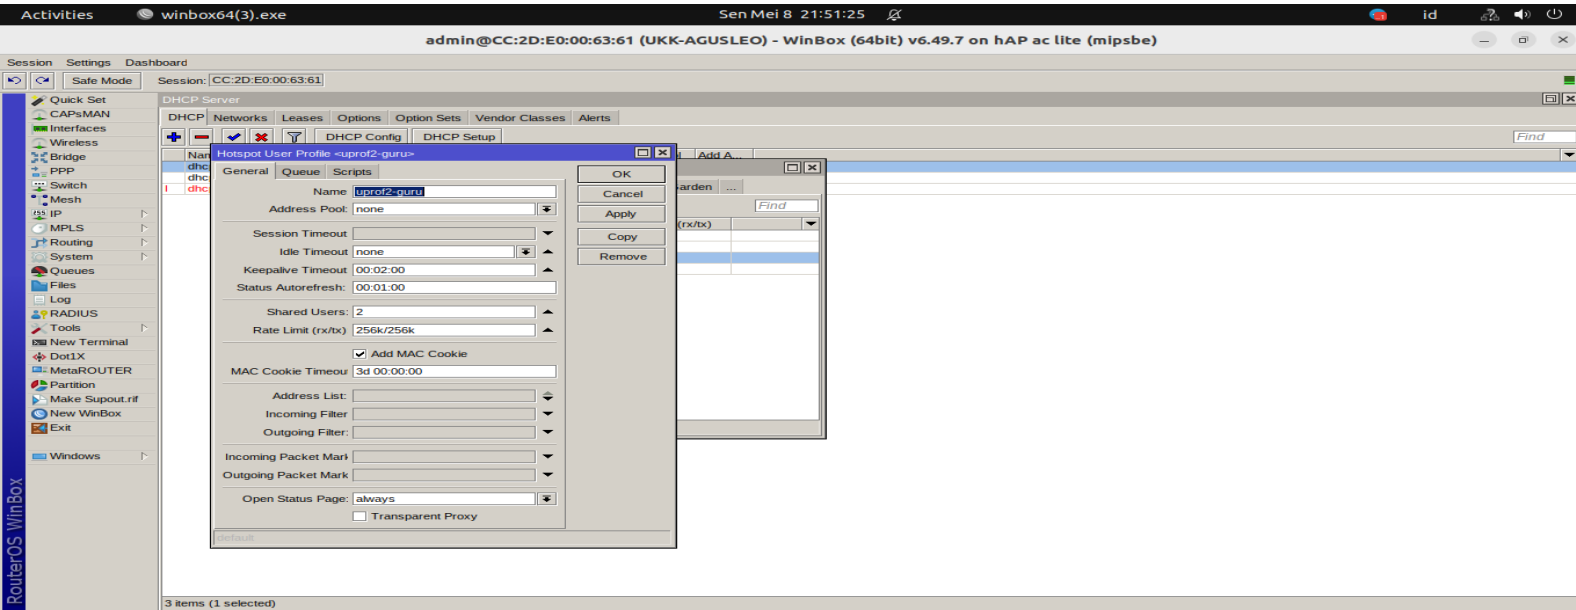 Activities winbox64(3).exe Sen Mei 8 21:51:25 id
admin@CC:2D:E0:00:63:61 (UKK-AGUSLEO) - WinBox (64bit) v6.49.7 on hAP ac lite (mipsbe)
Session Settings Dashboard
Safe Mode Session: CC:2D:E0:00:63:61
Quick Set
CAPsMAN
Interfaces
Wireless
Bridge
PPP
Switch
Mesh
IP
MPLS
Routing
System
Queues
Files
Log
RADIUS
Tools
New Terminal
Dot1X
MetaROUTER
Partition
Make Supout.rif
New WinBox
Exit
Windows
RouterOS WinBox
DHCP Server
DHCP Networks Leases Options Option Sets Vendor Classes Alerts
DHCP Config DHCP Setup Find
Nar Add A...
dhc
dhc
I dhc
Hotspot User Profile <uprof2-guru>
General Queue Scripts
Name uprof2-guru
Address Pool: none
Session Timeout
Idle Timeout none
Keepalive Timeout 00:02:00
Status Autorefresh: 00:01:00
Shared Users: 2
Rate Limit (rx/tx) 256k/256k
Add MAC Cookie
MAC Cookie Timeou 3d 00:00:00
Address List:
Incoming Filter
Outgoing Filter:
Incoming Packet Mark
Outgoing Packet Mark
Open Status Page: always
Transparent Proxy
default
OK
Cancel
Apply
Copy
Remove
arden ...
Find
(rx/tx)
3 items (1 selected)